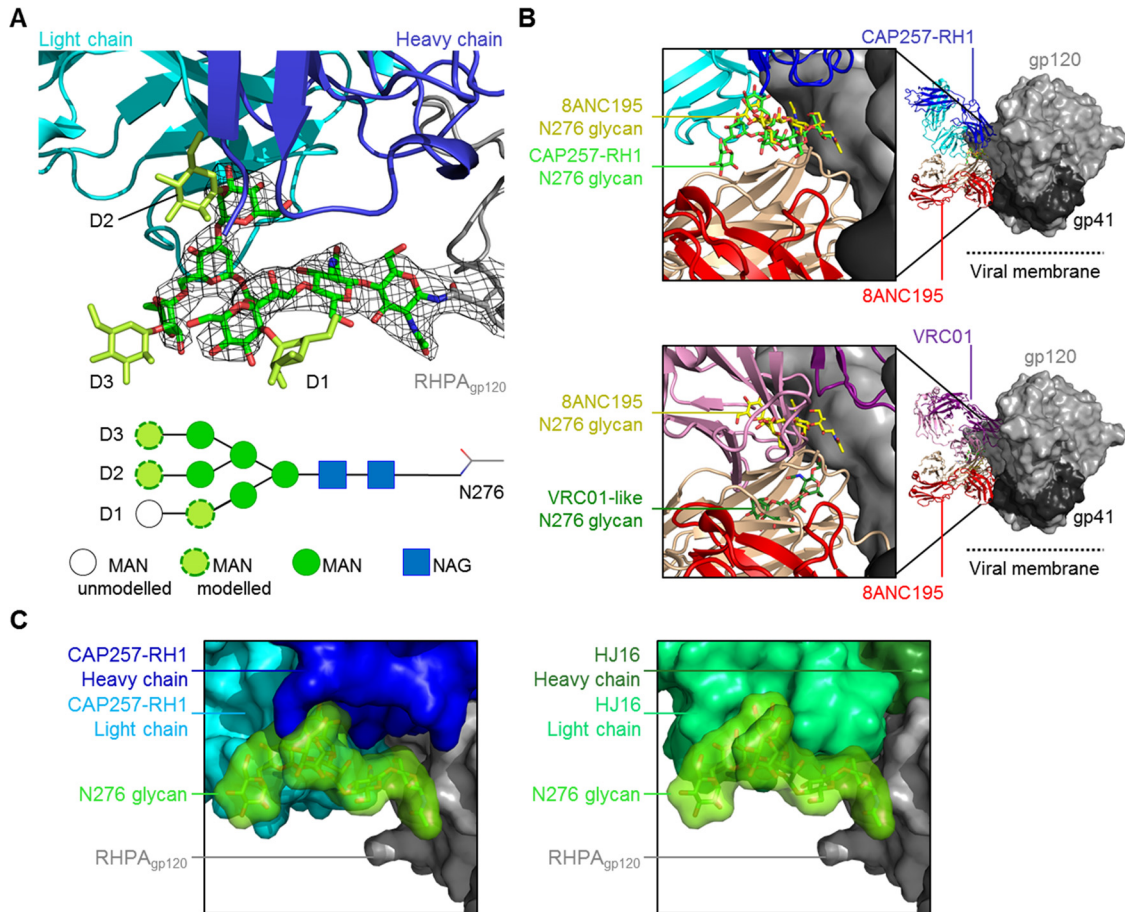 A
Light chain
Heavy chain
D2
D3
D1
RHPAgp120
D3
D2
D1
N276
MAN
unmodelled
MAN
modelled
MAN
NAG
B
CAP257-RH1
gp120
8ANC195
N276 glycan
CAP257-RH1
N276 glycan
gp41
Viral membrane
8ANC195
VRC01
gp120
8ANC195
N276 glycan
VRC01-like
N276 glycan
gp41
Viral membrane
8ANC195
C
CAP257-RH1
Heavy chain
CAP257-RH1
Light chain
N276 glycan
RHPAgp120
HJ16
Heavy chain
HJ16
Light chain
N276 glycan
RHPAgp120